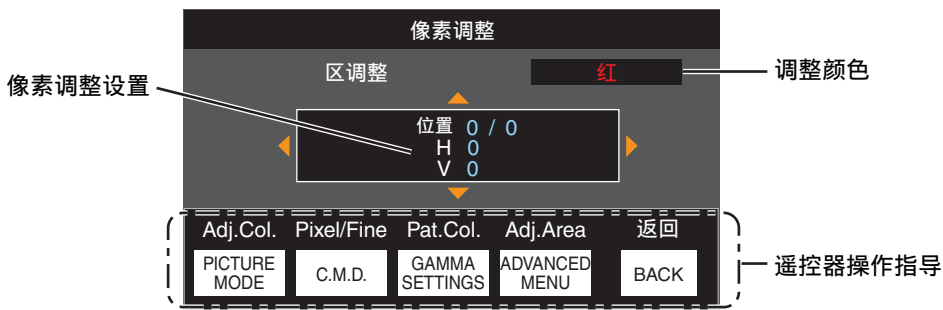 像素调整
区调整 红
调整颜色
像素调整设置
位置 0 / 0
H 0
V 0
Adj.Col. Pixel/Fine Pat.Col. Adj.Area 返回
PICTURE MODE
C.M.D.
GAMMA SETTINGS
ADVANCED MENU
BACK
遥控器操作指导